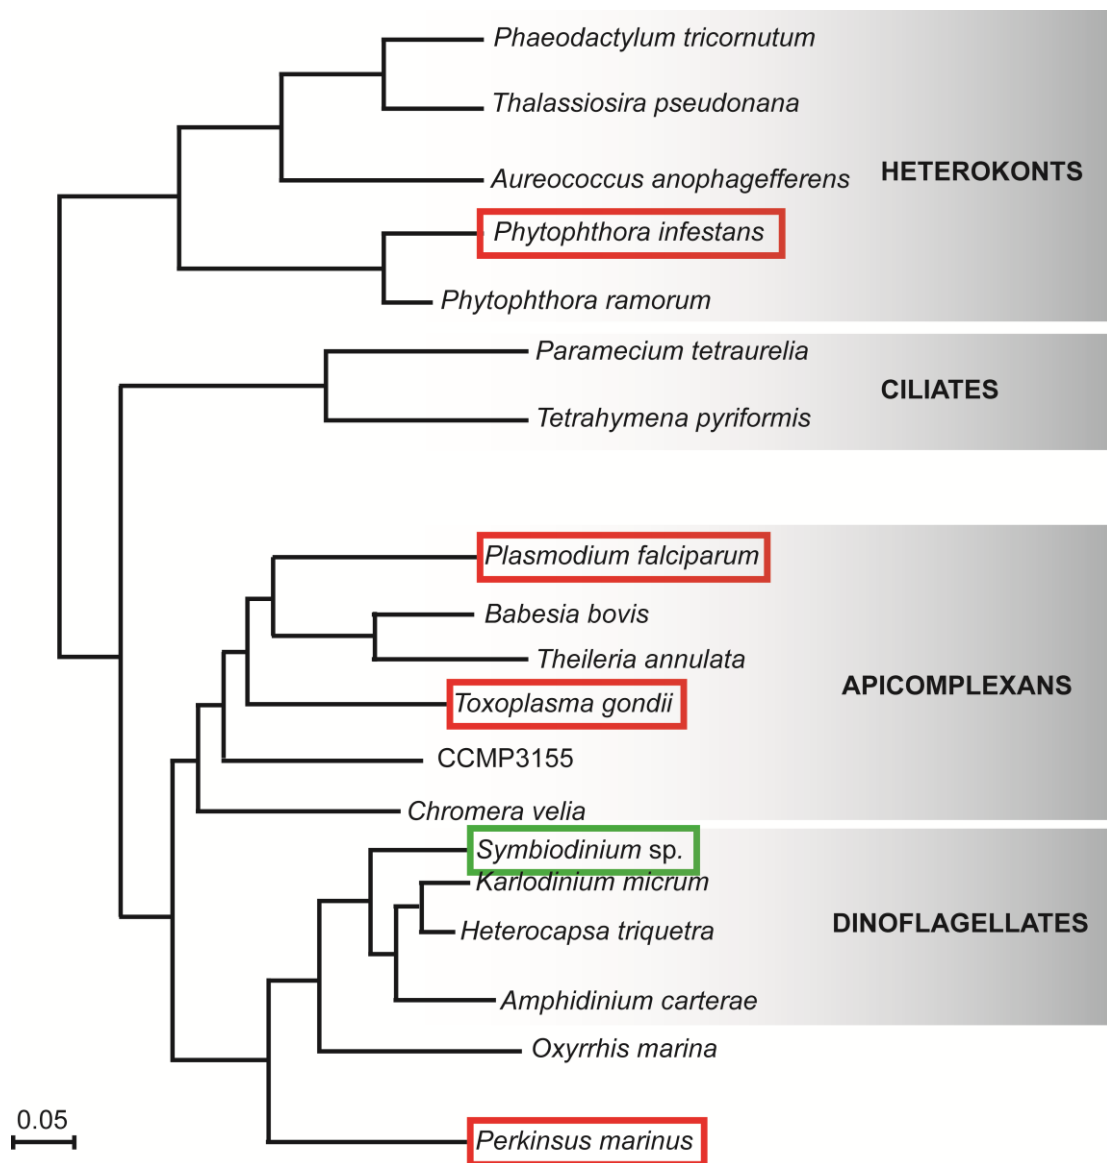 Phaeodactylum tricornutum
Thalassiosira pseudonana
HETEROKONTS
Aureococcus anophagefferens
Phytophthora infestans
Phytophthora ramorum
Paramecium tetraurelia
CILIATES
Tetrahymena pyriformis
Plasmodium falciparum
Babesia bovis
Theileria annulata
APICOMPLEXANS
Toxoplasma gondii
CCMP3155
Chromera velia
Symbiodinium sp.
Karlodinium micrum
DINOFLAGELLATES
Heterocapsa triquetra
Amphidinium carterae
Oxyrrhis marina
0.05
Perkinsus marinus